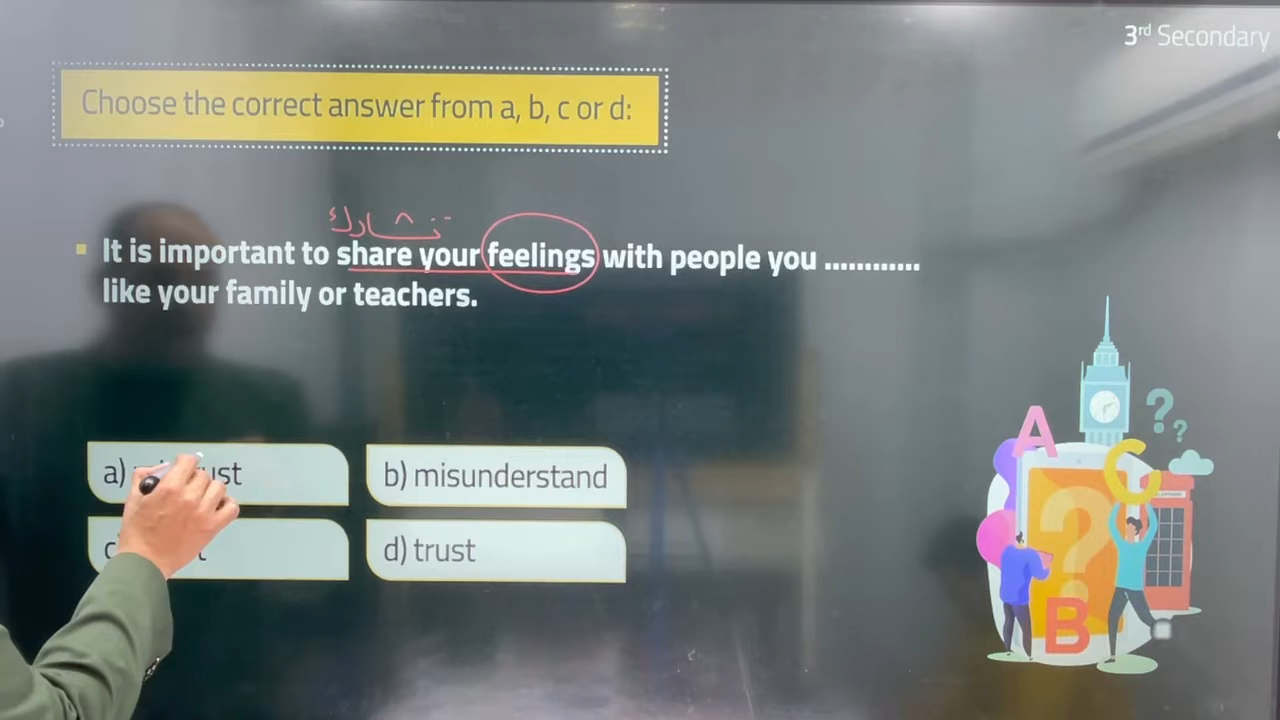 3rd Secondary
Choose the correct answer from a, b, c or d:
تشارك
It is important to share your feelings with people you ............
like your family or teachers.
a)
b) misunderstand
d) trust
A
?
?
C
?
B